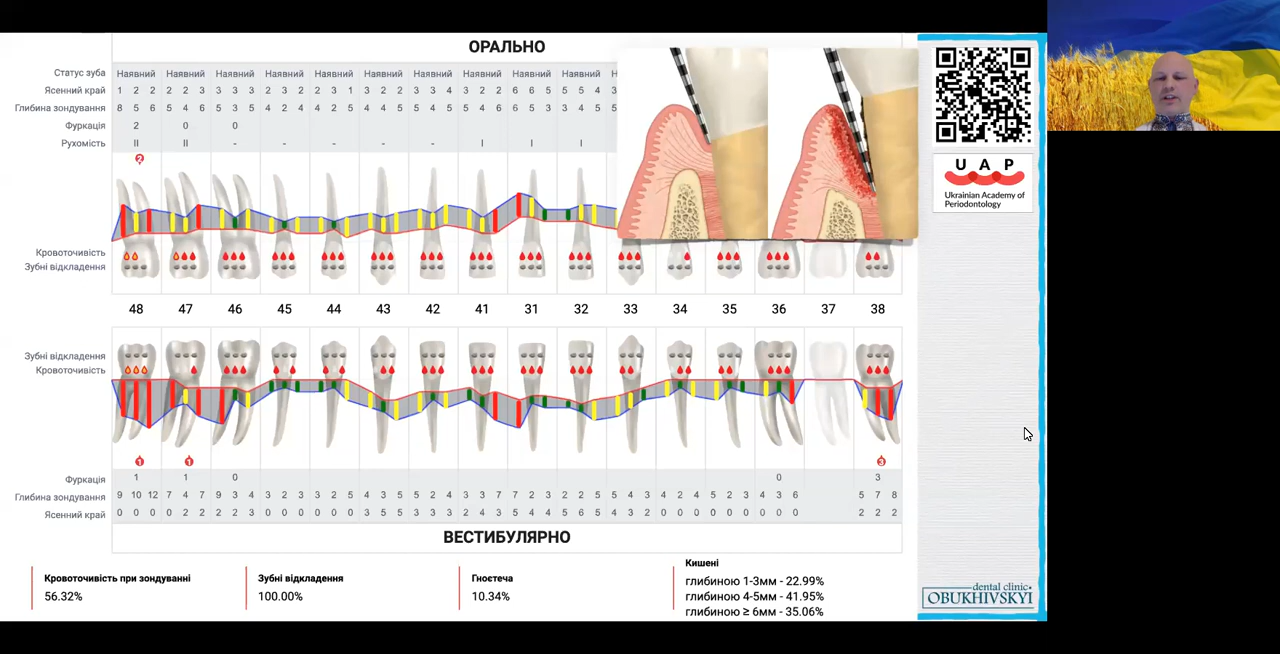 ОРАЛЬНО
Статус зуба Наявний Наявний Наявний Наявний Наявний Наявний Наявний Наявний Наявний Наявний
Ясенний край 1 2 2 2 2 3 3 3 3 3 3 3 3 2 1 3 3 3 3 3 4 3 2 2 6 6 5 5 5 4 3
Глибина зондування 8 5 6 5 4 6 5 3 5 4 2 4 4 2 5 4 4 4 4 4 5 5 4 6 6 5 3 3 4 5 5
Фуркація 2 0 0
Рухомість II II - - - - - I I I
2
Кровоточивість
Зубні відкладення
48 47 46 45 44 43 42 41 31 32 33 34 35 36 37 38
Зубні відкладення
Кровоточивість
1 1 3
Фуркація 1 1 0 0 3
Глибина зондування 9 10 12 7 4 7 9 3 4 3 2 3 3 2 5 4 3 5 5 2 4 3 3 7 7 2 3 2 2 5 5 4 3 4 2 4 5 2 3 4 3 6 5 7 8
Ясенний край 0 0 0 0 2 2 2 2 3 0 0 0 0 0 0 3 5 5 5 4 3 2 4 3 5 4 4 5 6 5 4 3 2 0 0 0 0 0 0 0 0 0 2 2 2
ВЕСТИБУЛЯРНО
Кровоточивість при зондуванні
56.32%
Зубні відкладення
100.00%
Гноєтеча
10.34%
Кишені
глибиною 1-3мм - 22.99%
глибиною 4-5мм - 41.95%
глибиною ≥ 6мм - 35.06%
U A P
Ukrainian Academy of
Periodontology
dental clinic
OBUKHIVSKYI